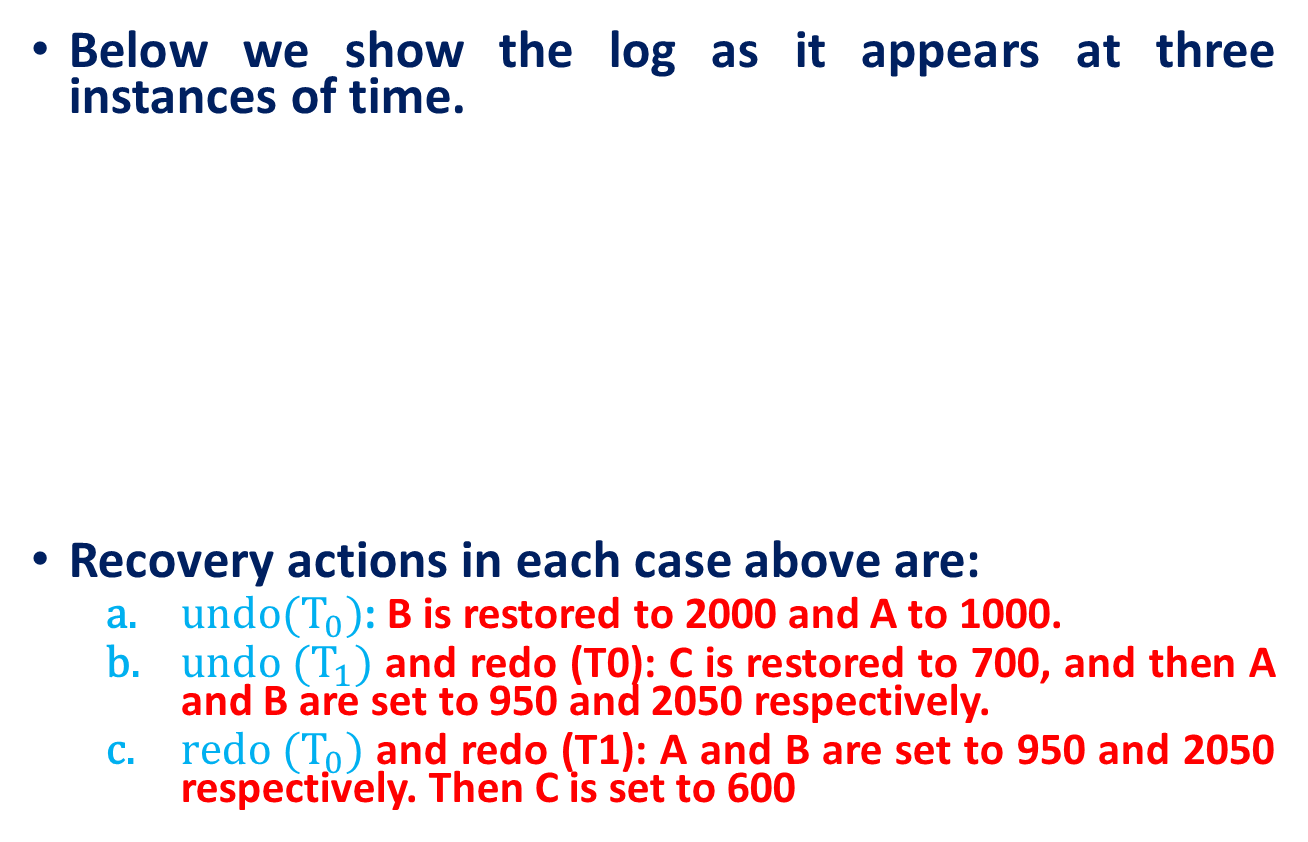 • Below we show the log as it appears at three
instances of time.
• Recovery actions in each case above are:
a. undo(T₀): B is restored to 2000 and A to 1000.
b. undo (T₁) and redo (T0): C is restored to 700, and then A
and B are set to 950 and 2050 respectively.
c. redo (T₀) and redo (T1): A and B are set to 950 and 2050
respectively. Then C is set to 600